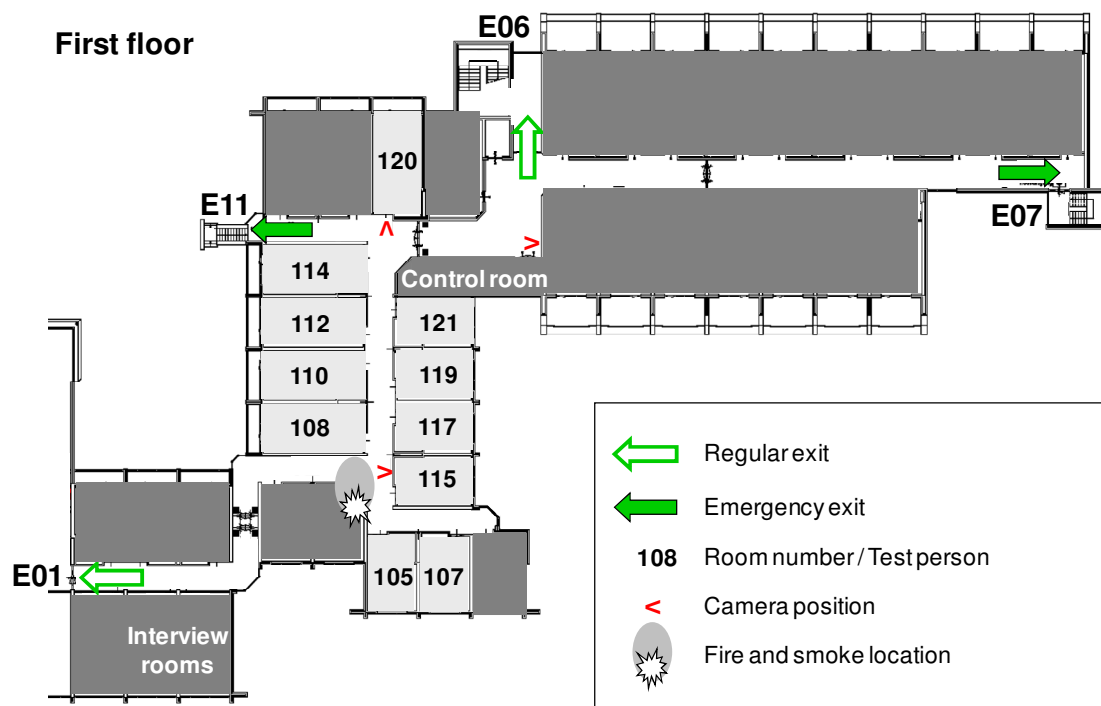 First floor
E06
120
E11
E07
114
Control room
112
121
110
119
108
117
115
E01
105
107
Interview
rooms
Regular exit
Emergency exit
108
Room number / Test person
<
Camera position
Fire and smoke location